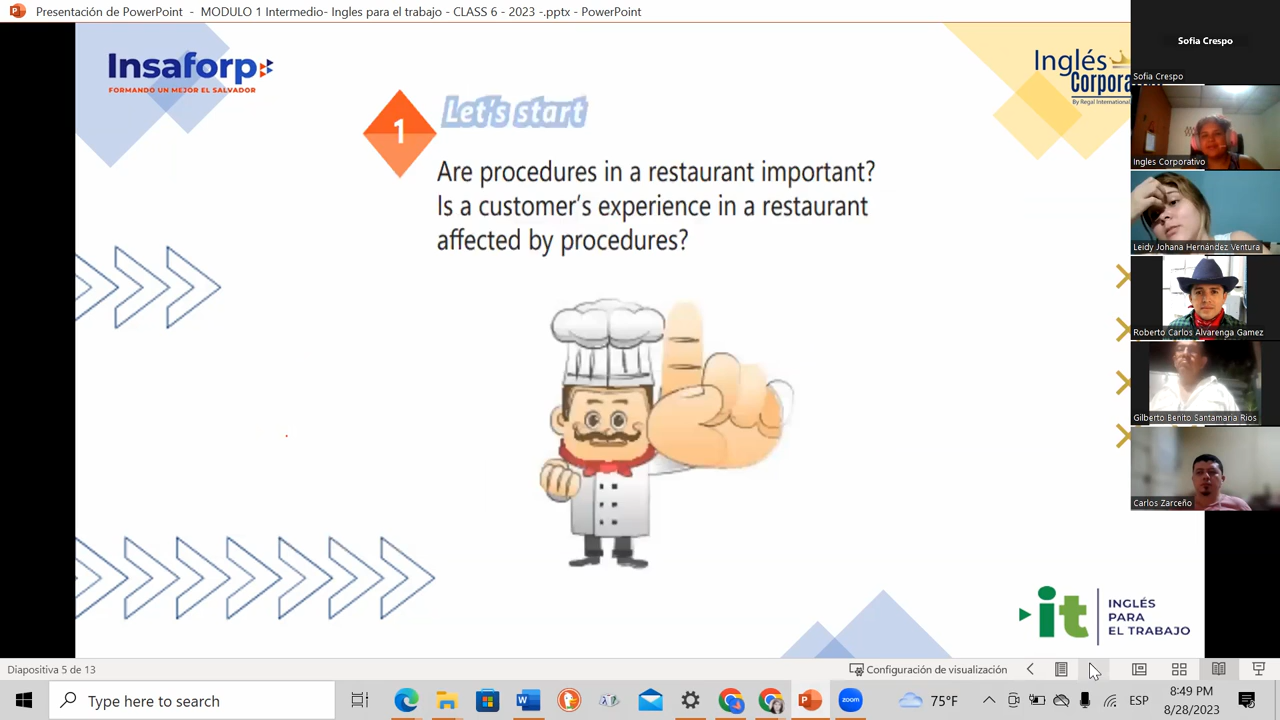 Presentación de PowerPoint - MODULO 1 Intermedio- Ingles para el trabajo - CLASS 6 - 2023 -.pptx - PowerPoint
Insaforp
FORMANDO UN MEJOR EL SALVADOR
Inglés
Corpora
By Regal International
1
Let's start
Are procedures in a restaurant important?
Is a customer's experience in a restaurant
affected by procedures?
Sofia Crespo
Sofia Crespo
Ingles Corporativo
Leidy Johana Hernández Ventura
Roberto Carlos Alvarenga Gamez
Gilberto Benito Santamaria Rios
Carlos Zarceño
it
INGLÉS
PARA
EL TRABAJO
Diapositiva 5 de 13
Configuración de visualización
Type here to search
zoom
75°F
ESP
8:49 PM
8/28/2023